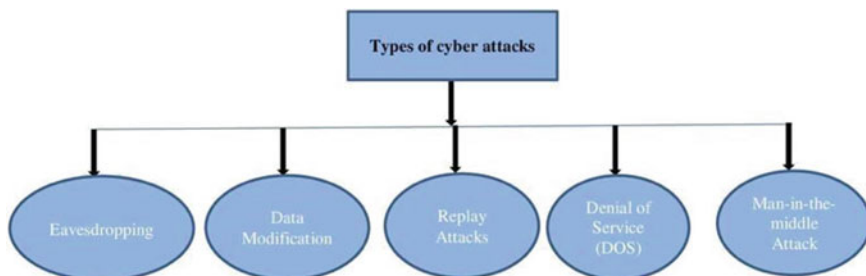 Types of cyber attacks
Eavesdropping
Data
Modification
Replay
Attacks
Denial of
Service
(DOS)
Man-in-the-
middle
Attack